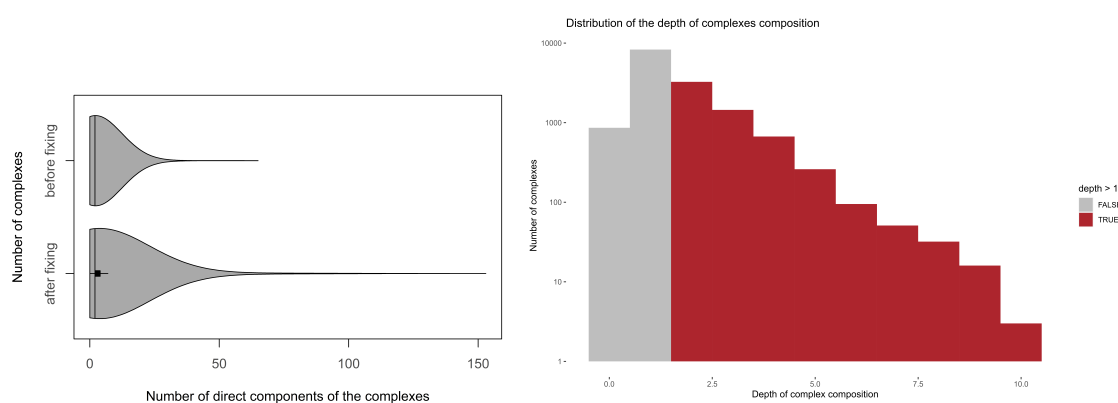 Number of complexes
before fixing
after fixing
0
50
100
150
Number of direct components of the complexes
Distribution of the depth of complexes composition
Number of complexes
10000
1000
100
10
1
0.0
2.5
5.0
7.5
10.0
Depth of complex composition
depth > 1
FALS
TRUE